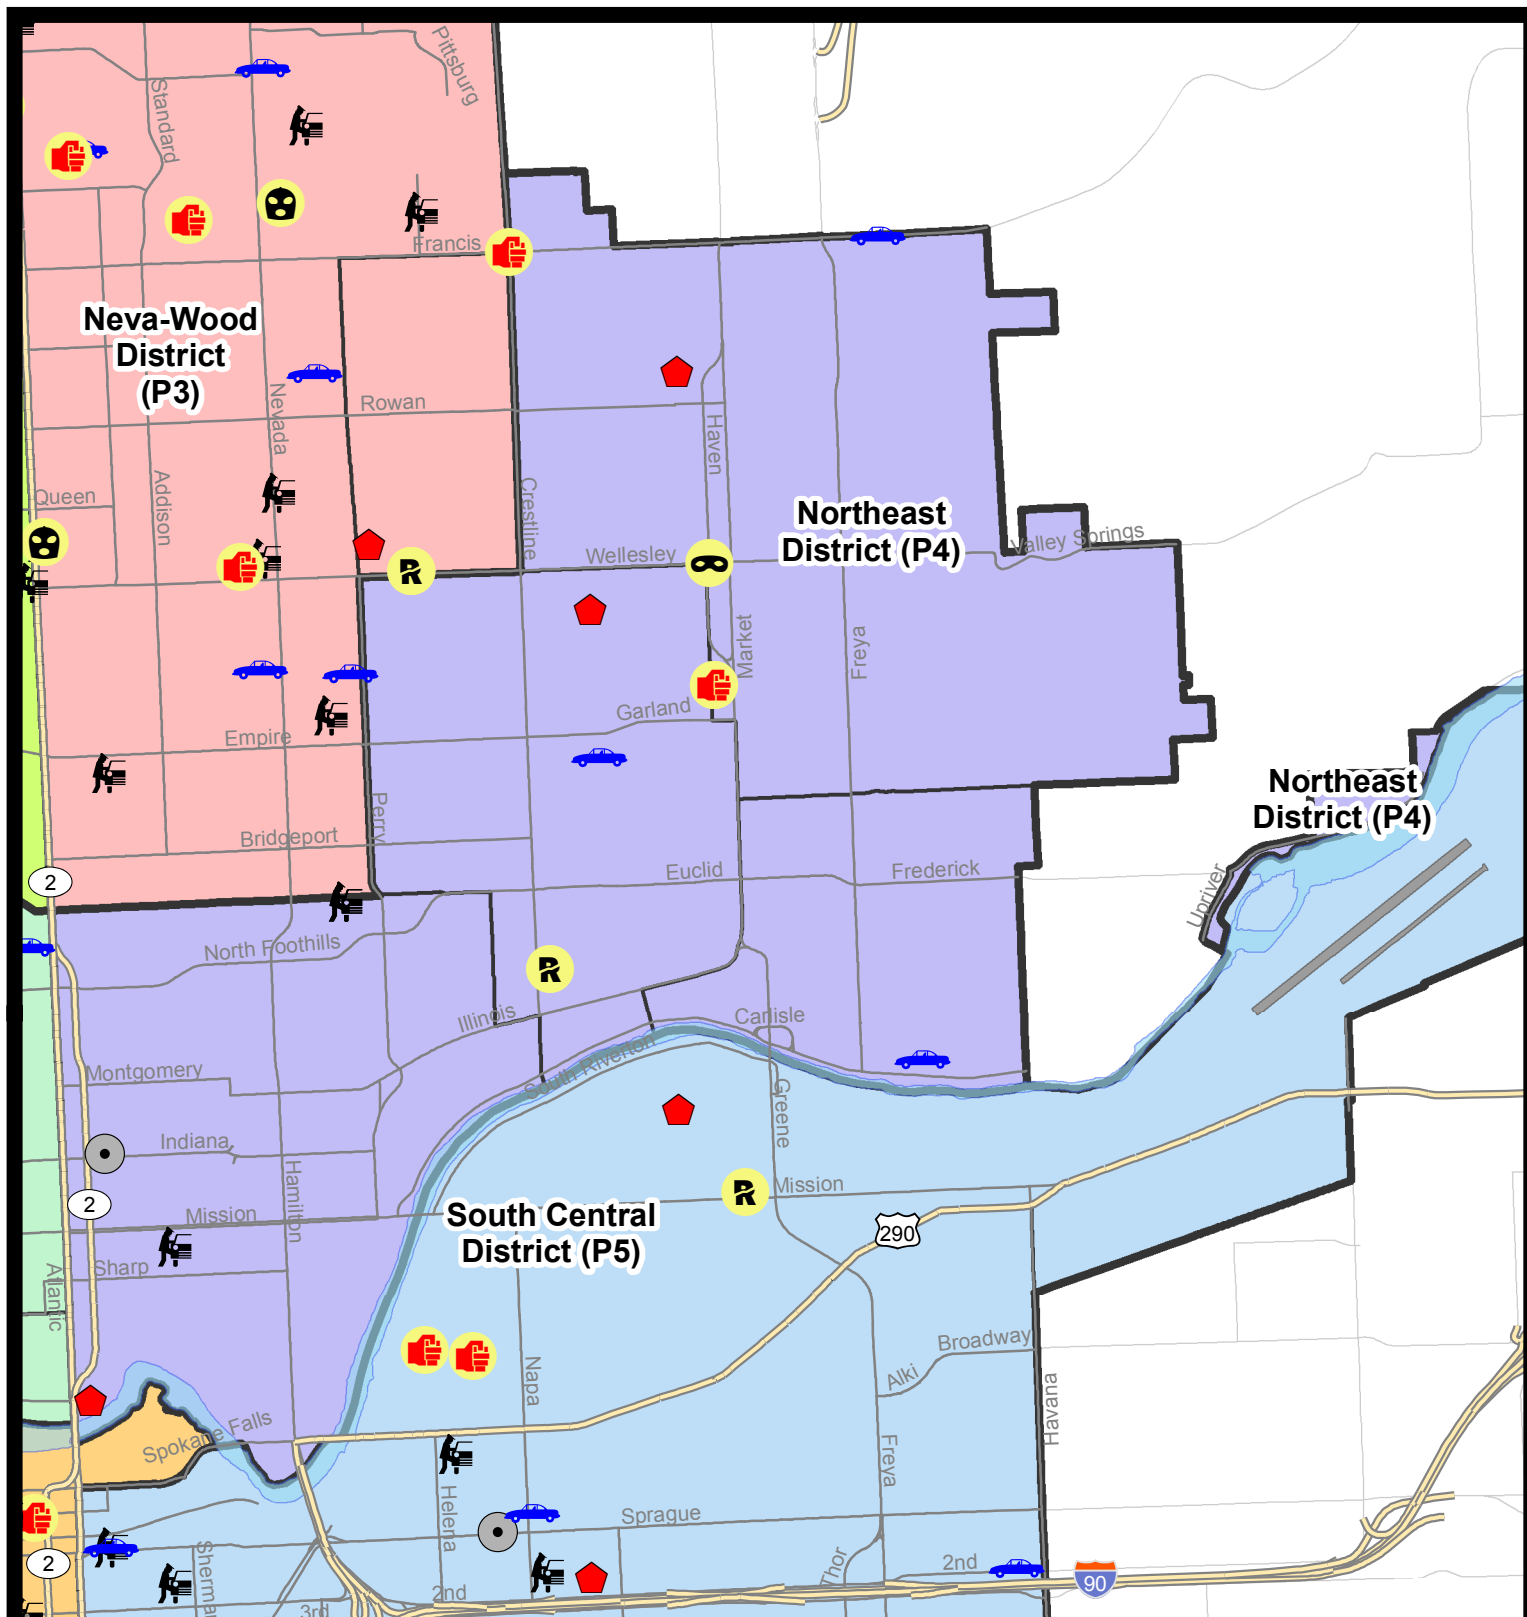 Pittsburg
Standard
Francis
Neva-Wood
District
(P3)
Nevada
Rowan
Haven
Queen
Addison
Crestline
Northeast
District (P4)
Valley Springs
Wellesley
R
Market
Freya
Garland
Empire
Perry
Bridgeport
Northeast
District (P4)
Euclid
Frederick
2
Upriver
North Foothills
R
Illinois
Carlisle
South Riverton
Montgomery
Greene
Indiana
Hamilton
2
Mission
R
Mission
South Central
District (P5)
290
Sharp
Atlantic
Broadway
Alki
Napa
Havana
Spokane Falls
Freya
Helena
Sprague
2
Thor
2nd
2nd
90
3rd